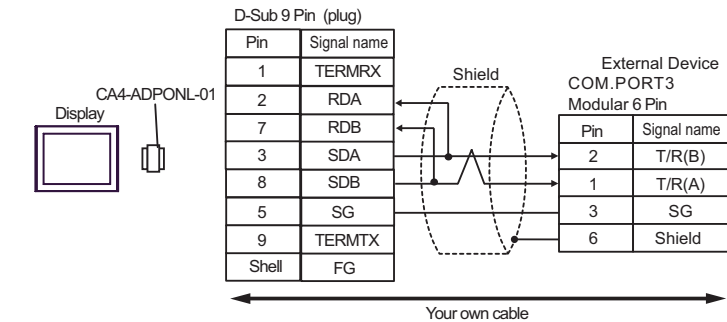 D-Sub 9 Pin (plug)
Pin Signal name
1 TERMRX
2 RDA
7 RDB
3 SDA
8 SDB
5 SG
9 TERMTX
Shell FG
CA4-ADPONL-01
Display
Shield
External Device
COM.PORT3
Modular 6 Pin
Pin Signal name
2 T/R(B)
1 T/R(A)
3 SG
6 Shield
Your own cable